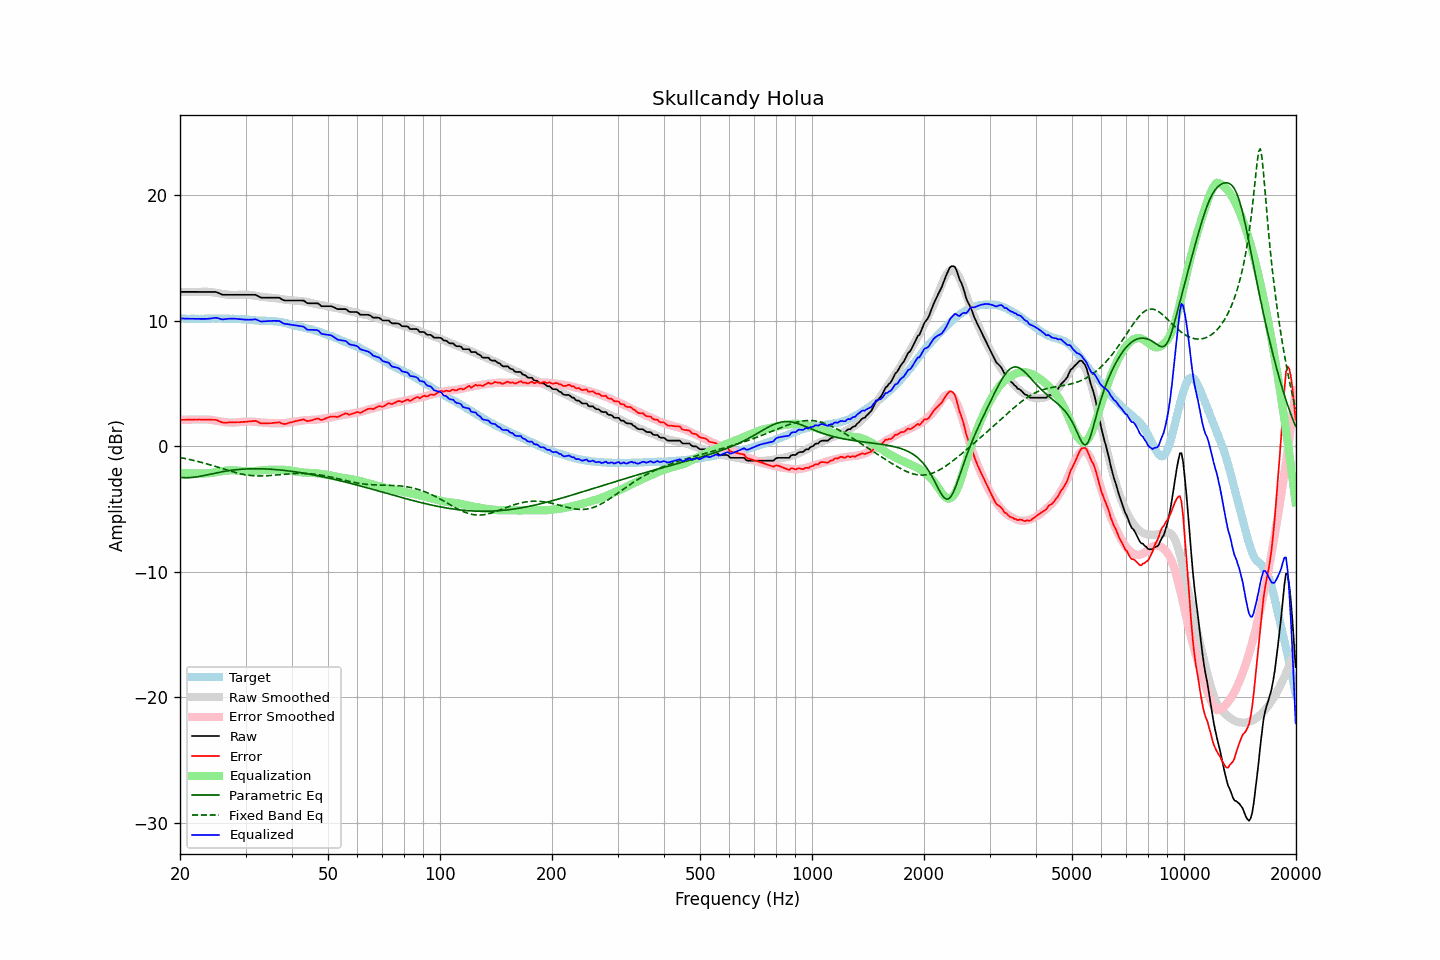 Skullcandy Holua
Amplitude (dBr)
20
10
0
−10
−20
−30
Target
Raw Smoothed
Error Smoothed
Raw
Error
Equalization
Parametric Eq
Fixed Band Eq
Equalized
20 50 100 200 500 1000 2000 5000 10000 20000
Frequency (Hz)